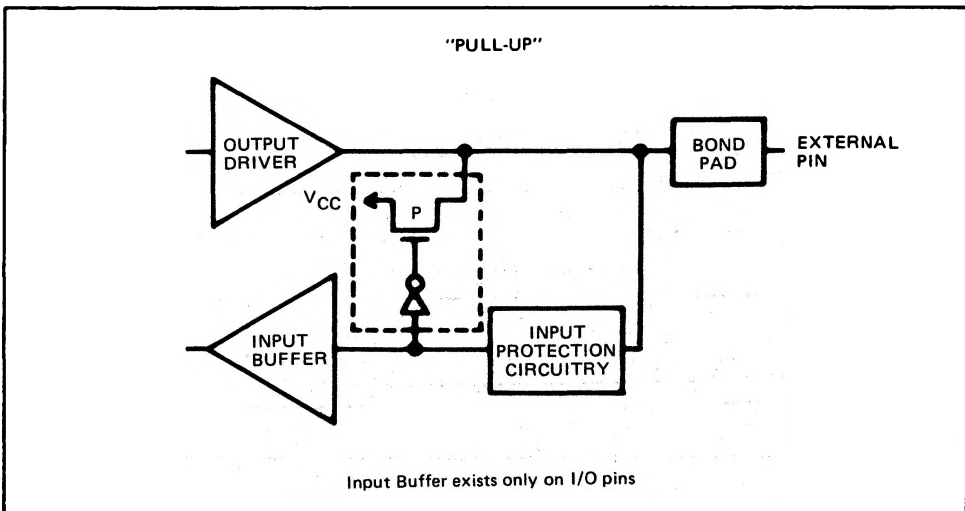 "PULL-UP"
OUTPUT
DRIVER
BOND
PAD
EXTERNAL
PIN
VCC
P
INPUT
BUFFER
INPUT
PROTECTION
CIRCUITRY
Input Buffer exists only on I/O pins